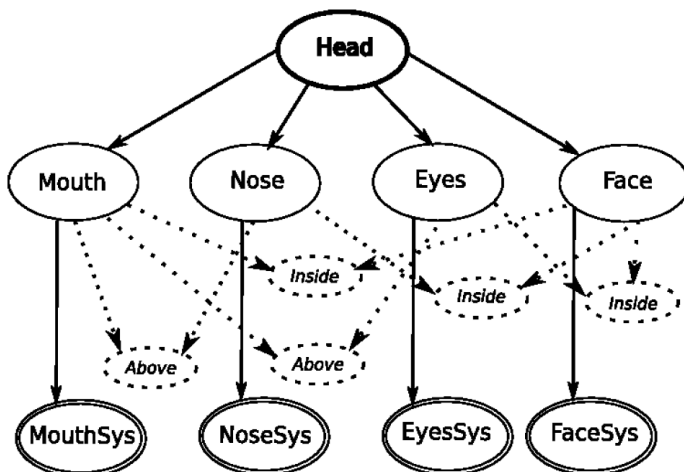 Head
Mouth
Nose
Eyes
Face
Inside
Inside
Inside
Above
Above
MouthSys
NoseSys
EyesSys
FaceSys